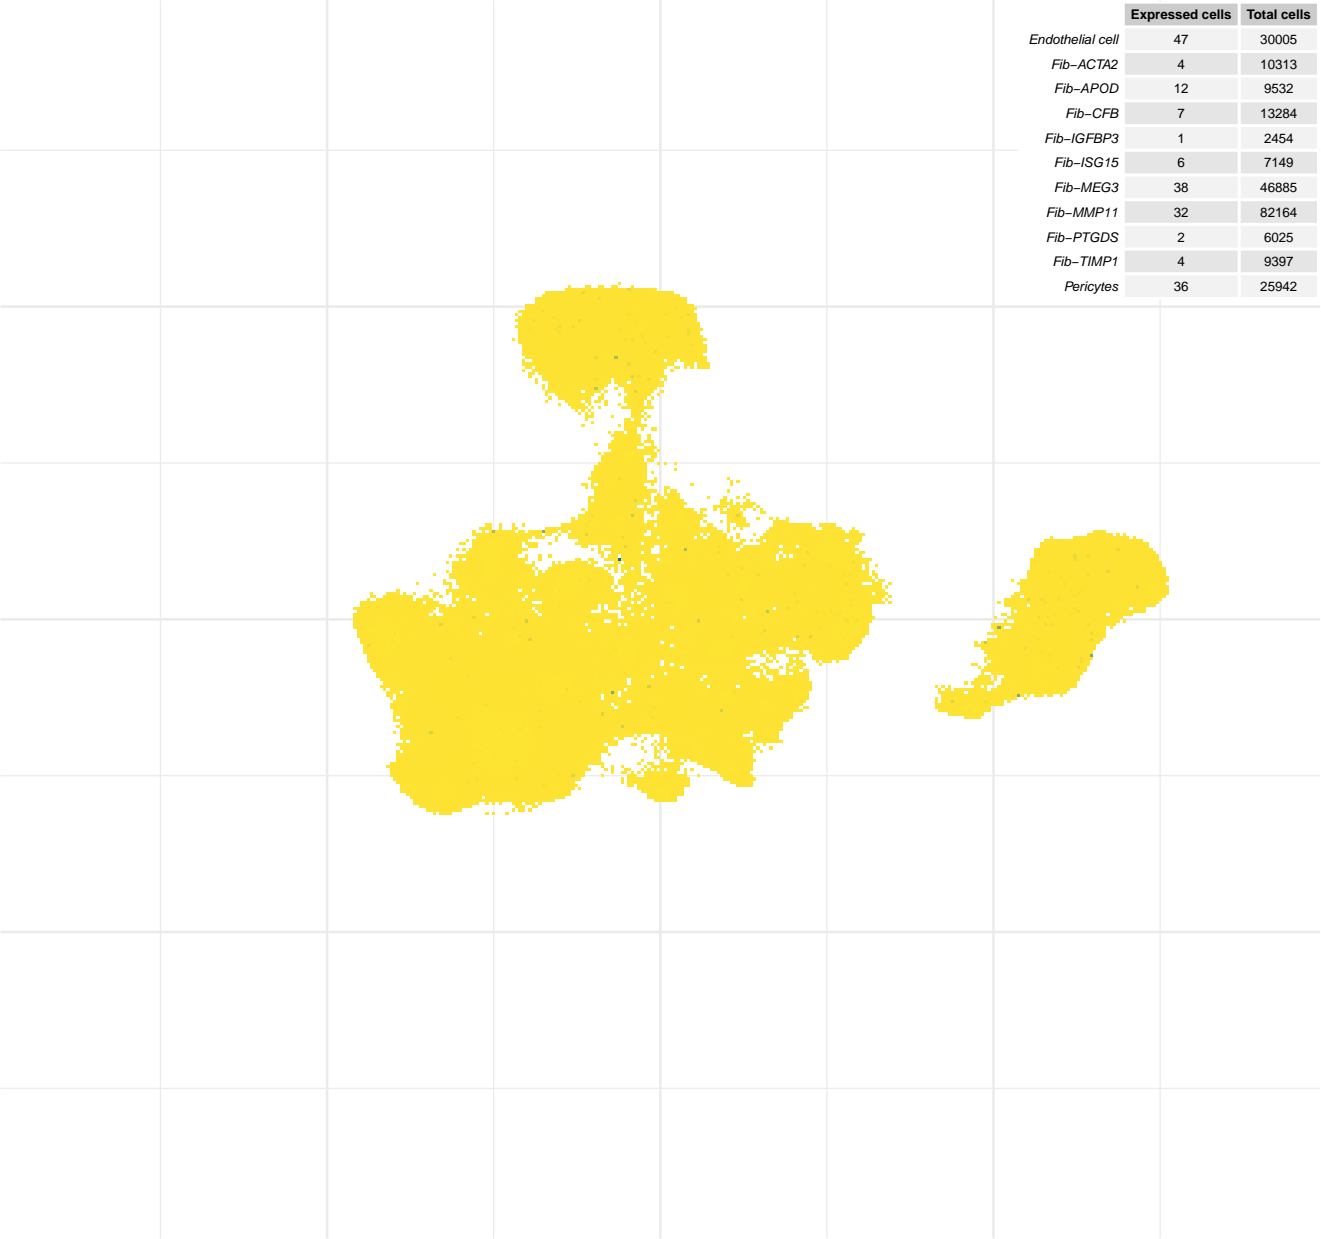 Expressed cells Total cells
Endothelial cell 47 30005
Fib−ACTA2 4 10313
Fib−APOD 12 9532
Fib−CFB 7 13284
Fib−IGFBP3 1 2454
Fib−ISG15 6 7149
Fib−MEG3 38 46885
Fib−MMP11 32 82164
Fib−PTGDS 2 6025
Fib−TIMP1 4 9397
Pericytes 36 25942